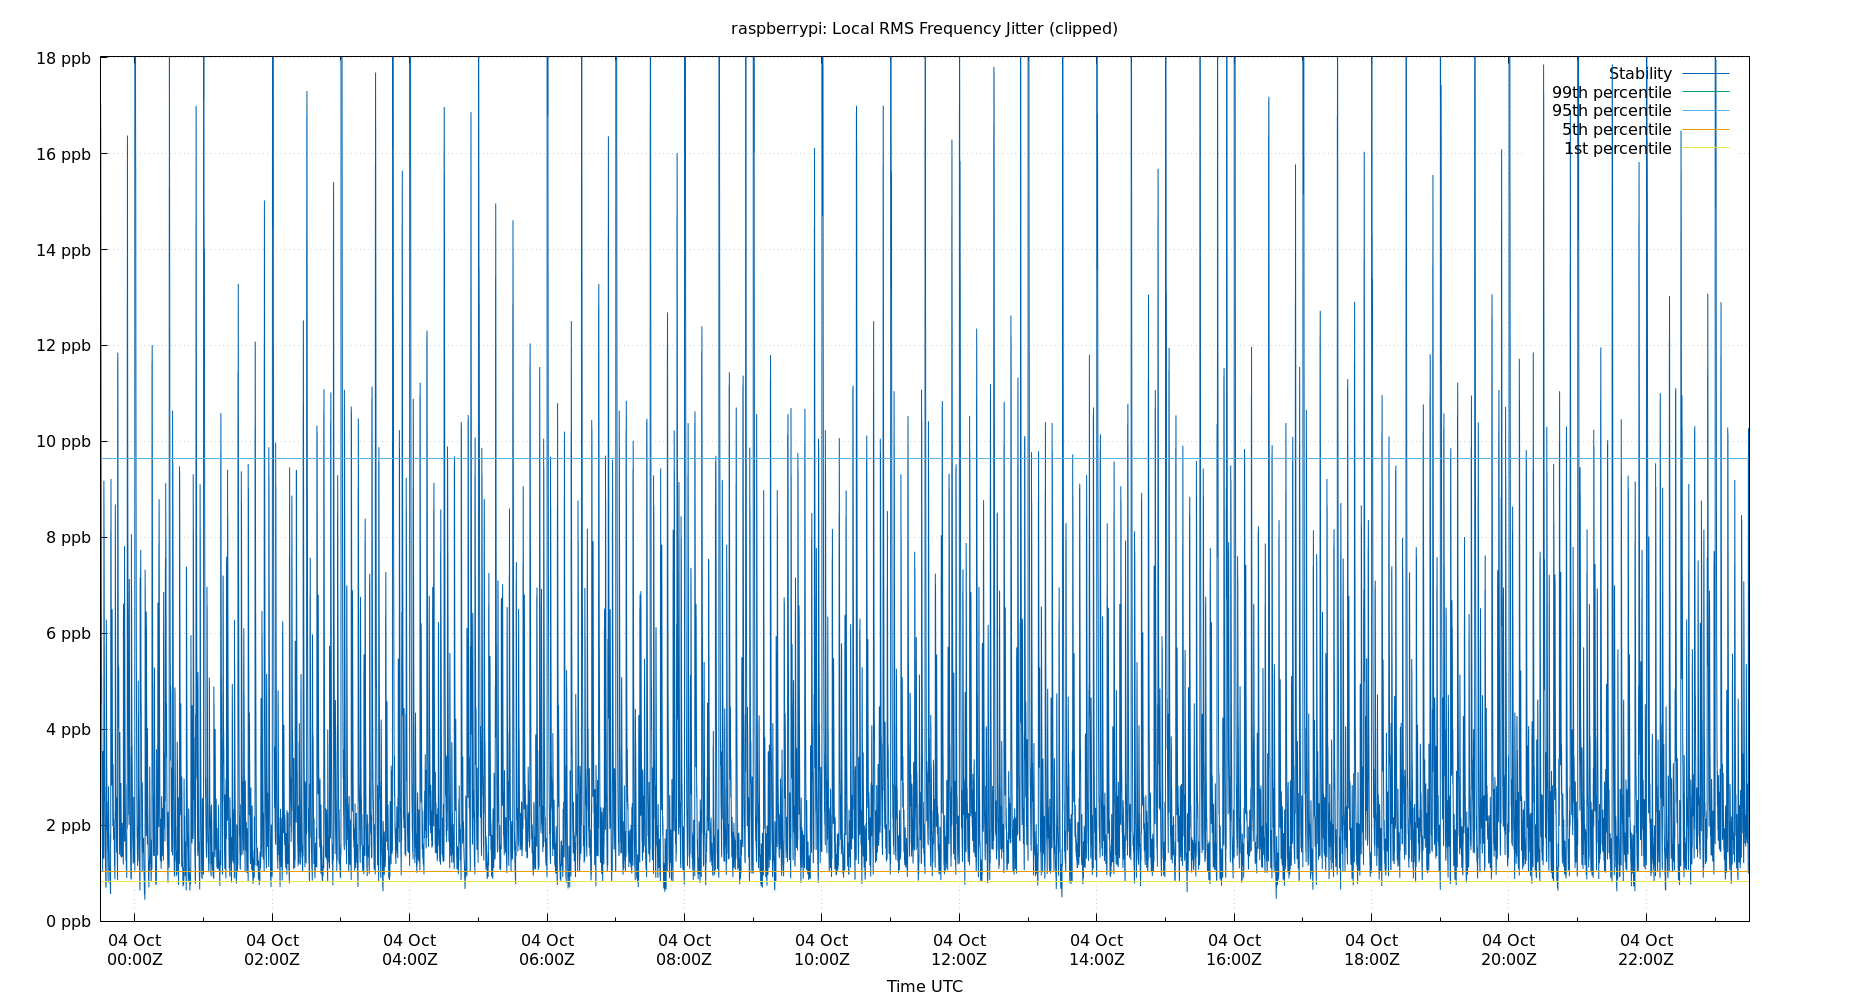 raspberrypi: Local RMS Frequency Jitter (clipped)
18 ppb
16 ppb
14 ppb
12 ppb
10 ppb
8 ppb
6 ppb
4 ppb
2 ppb
0 ppb
Stability
99th percentile
95th percentile
5th percentile
1st percentile
04 Oct 04 Oct 04 Oct 04 Oct 04 Oct 04 Oct 04 Oct 04 Oct 04 Oct 04 Oct 04 Oct 04 Oct
00:00Z 02:00Z 04:00Z 06:00Z 08:00Z 10:00Z 12:00Z 14:00Z 16:00Z 18:00Z 20:00Z 22:00Z
Time UTC